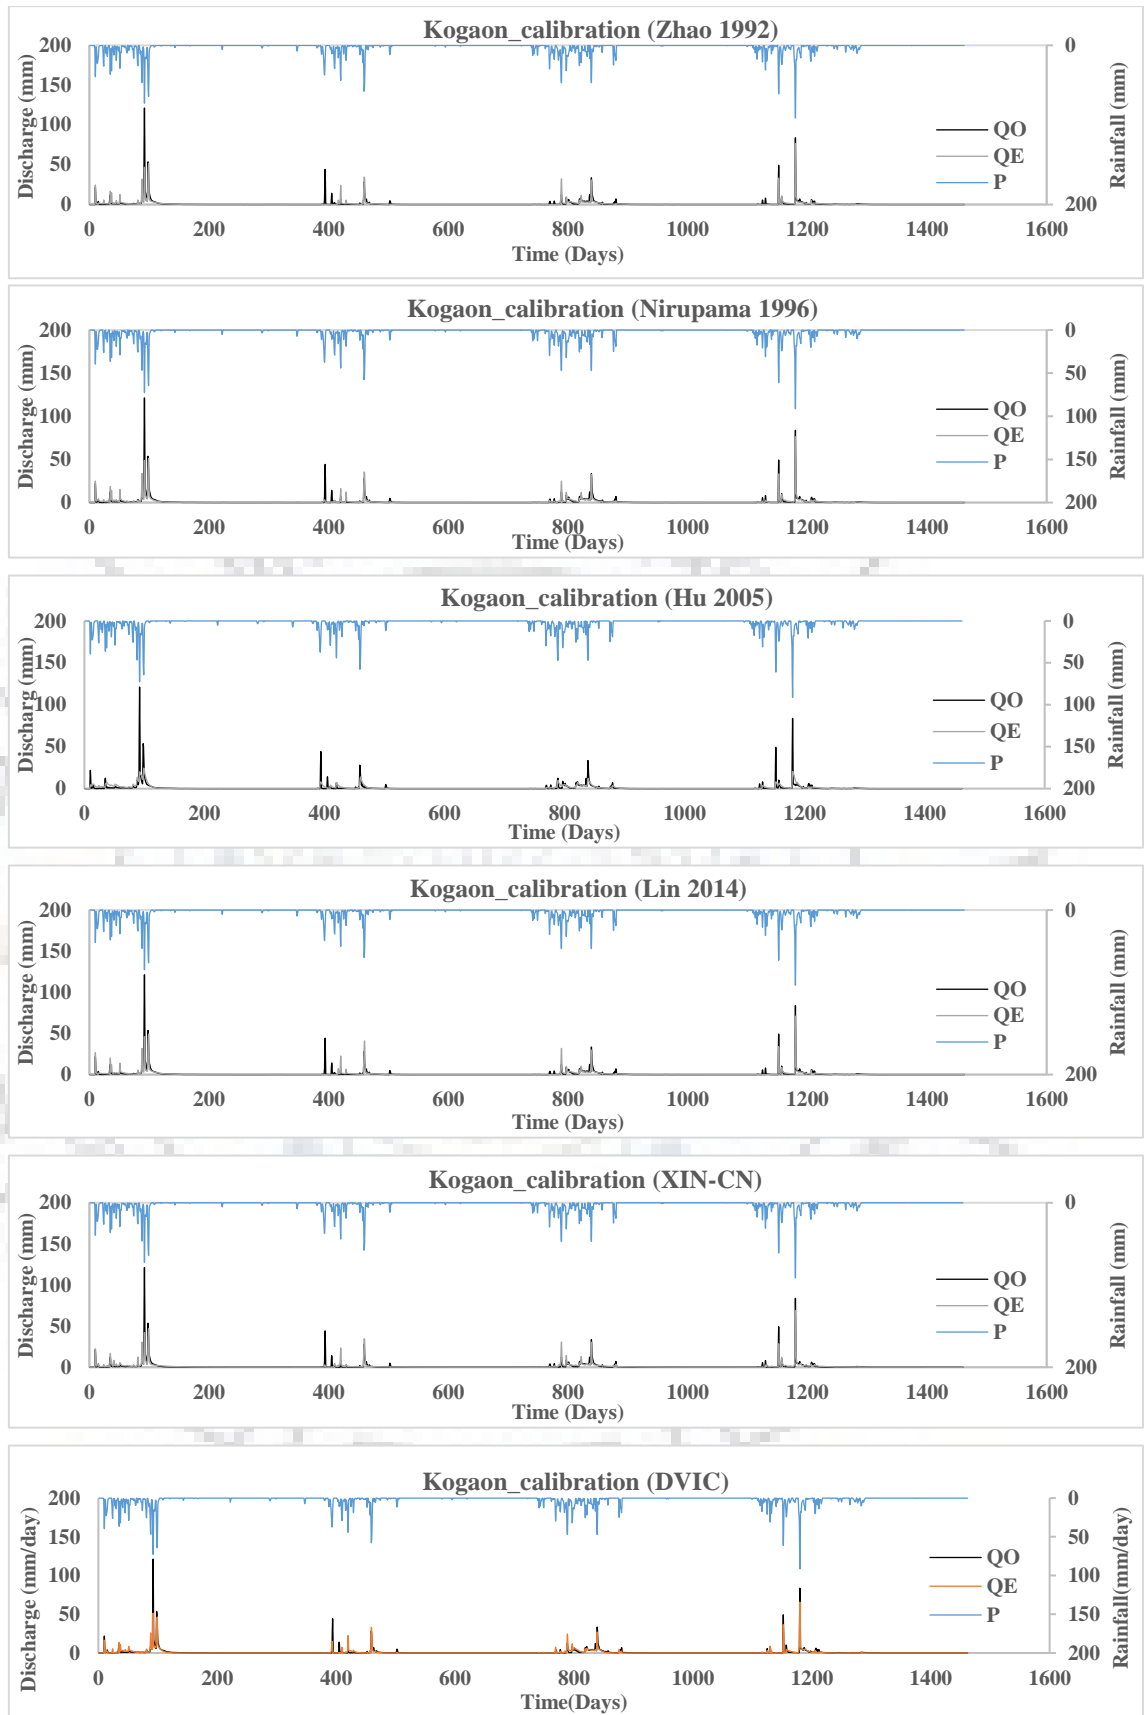 Kogaon_calibration (Zhao 1992)
200 0
150
100
50
0 200
0 200 400 600 800 1000 1200 1400 1600
Discharge (mm)
Rainfall (mm)
Time (Days)
QO
QE
P
Kogaon_calibration (Nirupama 1996)
200 0
150 50
100 100
50 150
0 200
0 200 400 600 800 1000 1200 1400 1600
Discharge (mm)
Rainfall (mm)
Time (Days)
QO
QE
P
Kogaon_calibration (Hu 2005)
200 0
150 50
100 100
50 150
0 200
0 200 400 600 800 1000 1200 1400 1600
Discharg (mm)
Rainfall (mm)
Time (Days)
QO
QE
P
Kogaon_calibration (Lin 2014)
200 0
150
100
50
0 200
0 200 400 600 800 1000 1200 1400 1600
Discharge (mm)
Rainfall (mm)
Time (Days)
QO
QE
P
Kogaon_calibration (XIN-CN)
200 0
150
100
50
0 200
0 200 400 600 800 1000 1200 1400 1600
Discharge (mm)
Rainfall (mm)
Time (Days)
QO
QE
P
Kogaon_calibration (DVIC)
200 0
150 50
100 100
50 150
0 200
0 200 400 600 800 1000 1200 1400 1600
Discharge (mm/day)
Rainfall(mm/day)
Time(Days)
QO
QE
P